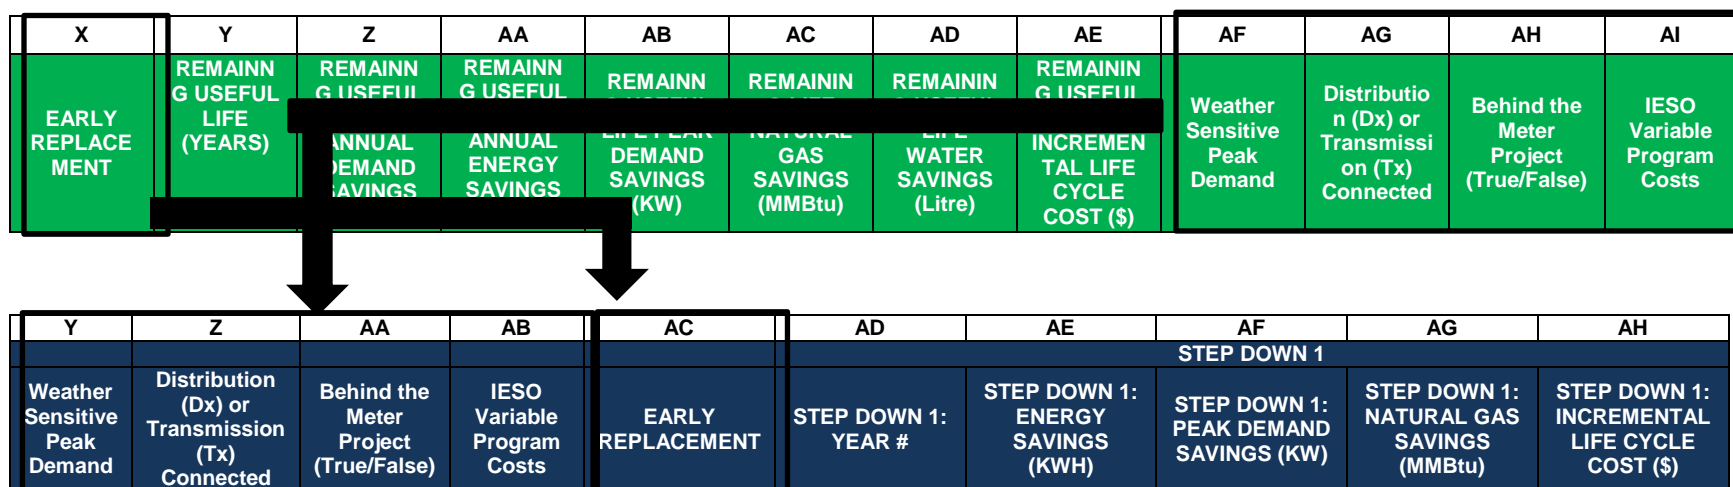 X
Y
Z
AA
AB
AC
AD
AE
AF
AG
AH
AI
EARLY
REPLACE
MENT
REMAINN
G USEFUL
LIFE
(YEARS)
REMAINN
G USEFUL
ANNUAL
DEMAND
SAVINGS
REMAINN
G USEFUL
ANNUAL
ENERGY
SAVINGS
REMAINN
LIFE PEAK
DEMAND
SAVINGS
(KW)
REMAININ
NATURAL
GAS
SAVINGS
(MMBtu)
REMAININ
LIFE
WATER
SAVINGS
(Litre)
REMAININ
G USEFUL
INCREMEN
TAL LIFE
CYCLE
COST ($)
Weather
Sensitive
Peak
Demand
Distributio
n (Dx) or
Transmissi
on (Tx)
Connected
Behind the
Meter
Project
(True/False)
IESO
Variable
Program
Costs
Y
Z
AA
AB
AC
AD
AE
AF
AG
AH
STEP DOWN 1
Weather
Sensitive
Peak
Demand
Distribution
(Dx) or
Transmission
(Tx)
Connected
Behind the
Meter
Project
(True/False)
IESO
Variable
Program
Costs
EARLY
REPLACEMENT
STEP DOWN 1:
YEAR #
STEP DOWN 1:
ENERGY
SAVINGS
(KWH)
STEP DOWN 1:
PEAK DEMAND
SAVINGS (KW)
STEP DOWN 1:
NATURAL GAS
SAVINGS
(MMBtu)
STEP DOWN 1:
INCREMENTAL
LIFE CYCLE
COST ($)